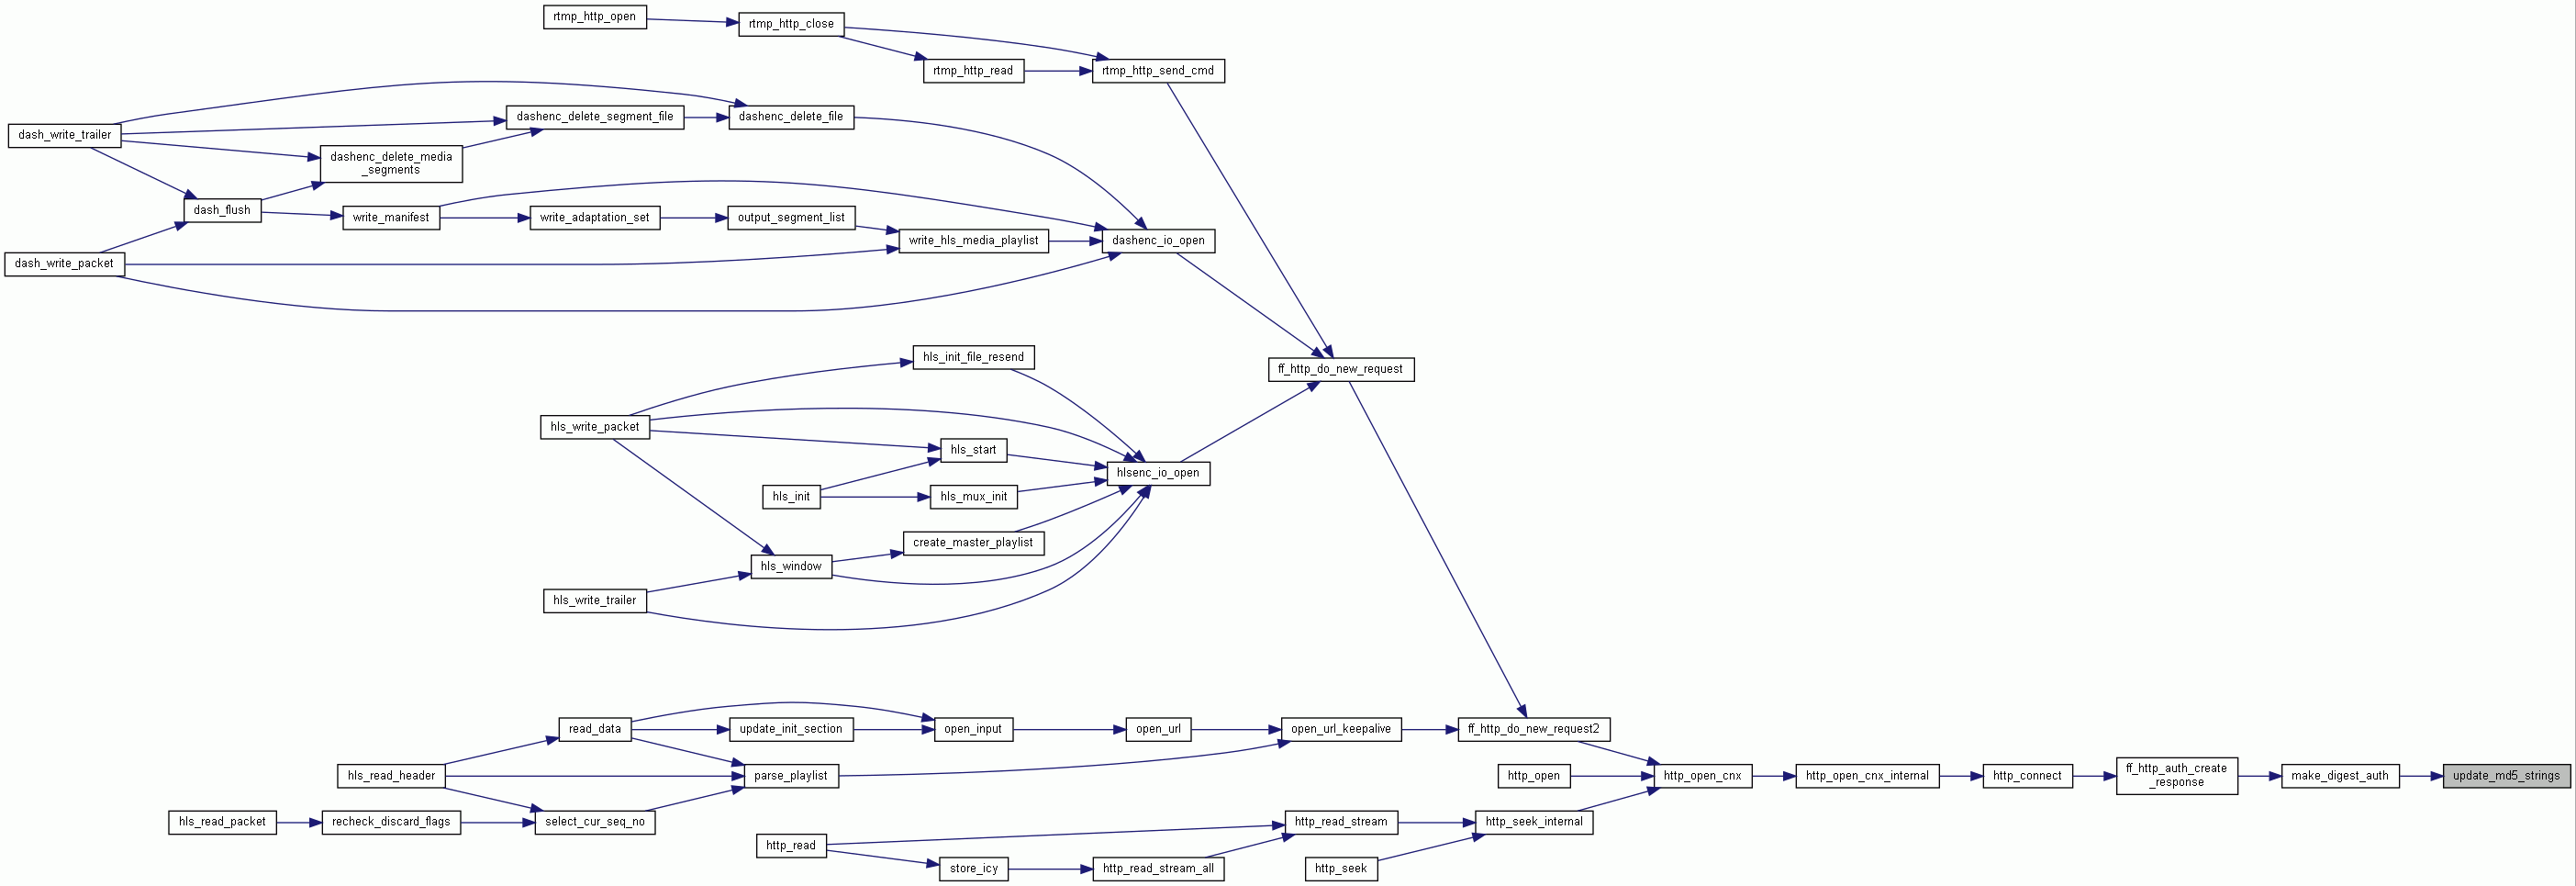 rtmp_http_open
rtmp_http_close
rtmp_http_read
rtmp_http_send_cmd
dash_write_trailer
dashenc_delete_segment_file
dashenc_delete_file
dashenc_delete_media
_segments
dash_flush
write_manifest
write_adaptation_set
output_segment_list
write_hls_media_playlist
dashenc_io_open
dash_write_packet
hls_init_file_resend
ff_http_do_new_request
hls_write_packet
hls_start
hlsenc_io_open
hls_init
hls_mux_init
create_master_playlist
hls_window
hls_write_trailer
read_data
update_init_section
open_input
open_url
open_url_keepalive
ff_http_do_new_request2
hls_read_header
parse_playlist
http_open
http_open_cnx
http_open_cnx_internal
http_connect
ff_http_auth_create
_response
make_digest_auth
update_md5_strings
hls_read_packet
recheck_discard_flags
select_cur_seq_no
http_read_stream
http_seek_internal
http_read
store_icy
http_read_stream_all
http_seek